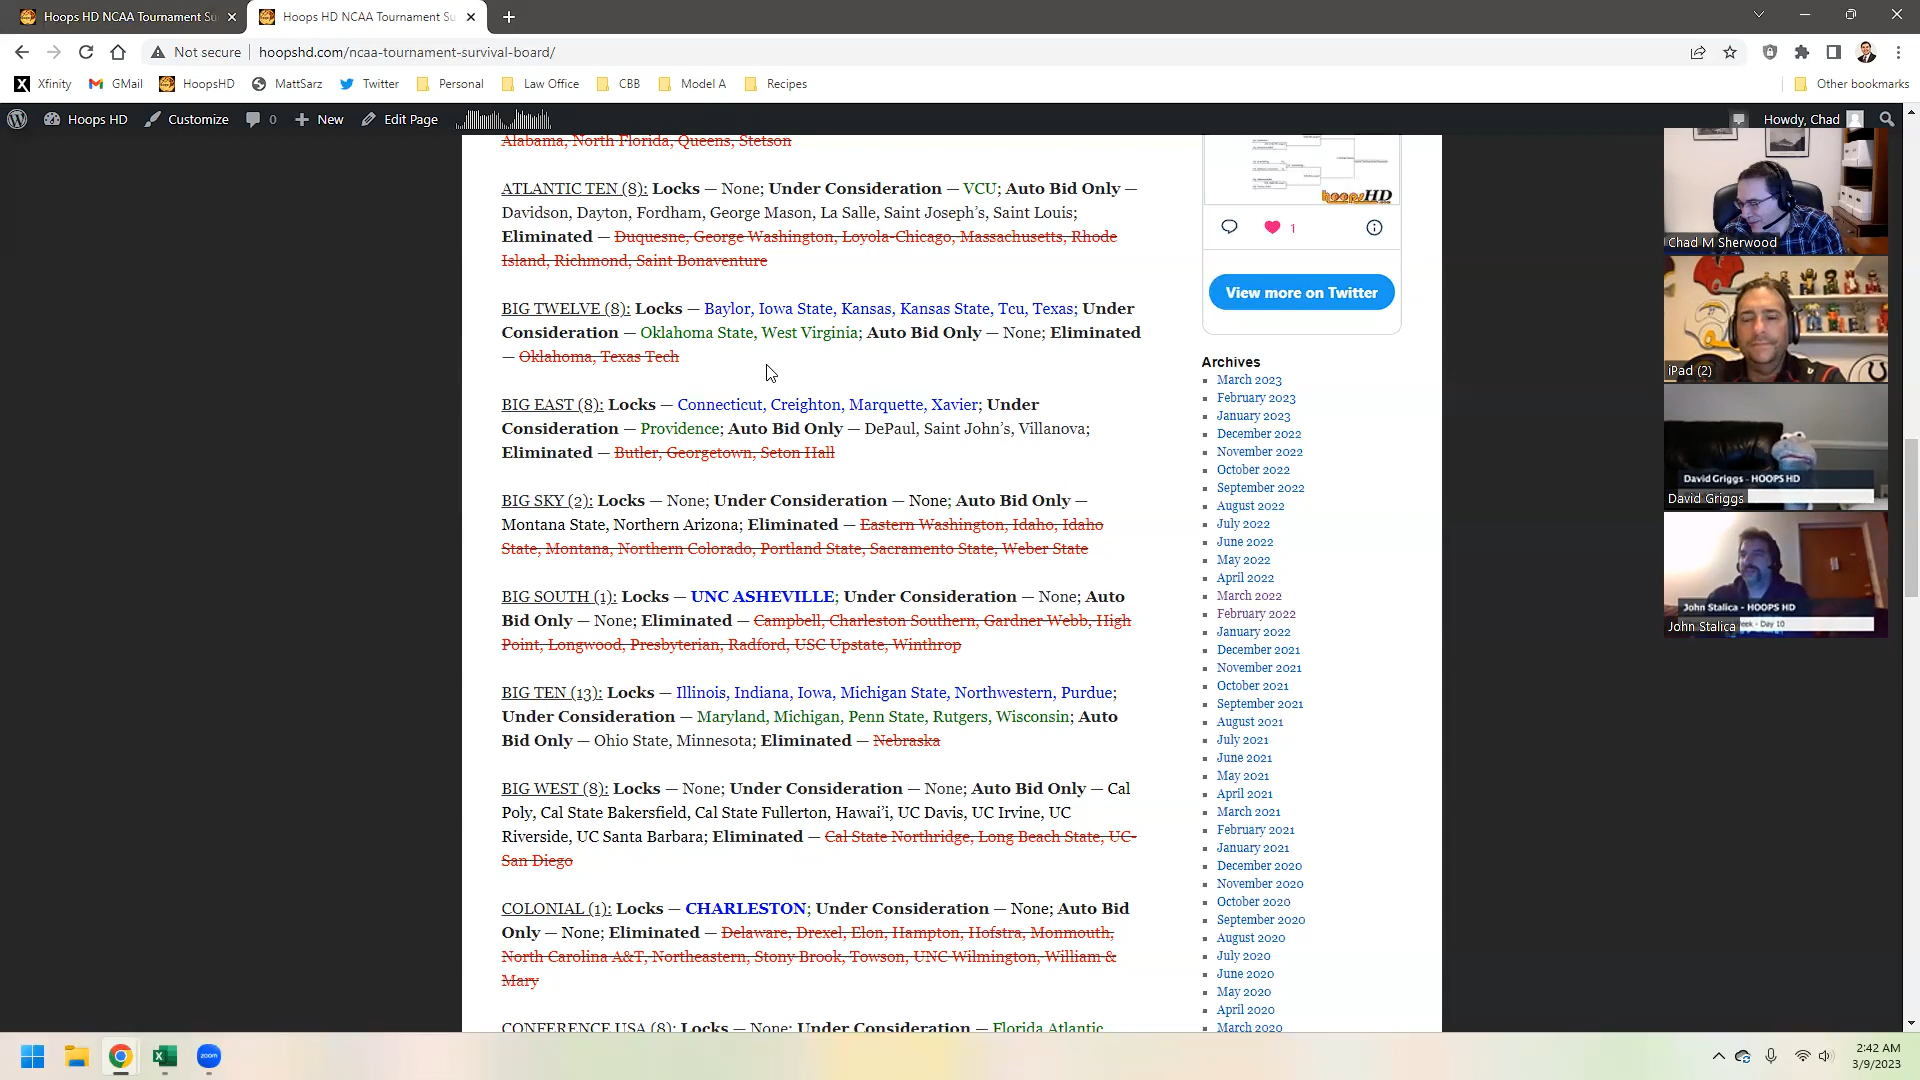 Hoops HD NCAA Tournament Su
Hoops HD NCAA Tournament Su
Not secure
hoopshd.com/ncaa-tournament-survival-board/
Xfinity
GMail
HoopsHD
MattSarz
Twitter
Personal
Law Office
CBB
Model A
Recipes
Other bookmarks
Hoops HD
Customize
0
New
Edit Page
Howdy, Chad
Alabama, North Florida, Queens, Stetson
ATLANTIC TEN (8): Locks — None; Under Consideration — VCU; Auto Bid Only —
Davidson, Dayton, Fordham, George Mason, La Salle, Saint Joseph's, Saint Louis;
Eliminated — Duquesne, George Washington, Loyola-Chicago, Massachusetts, Rhode
Island, Richmond, Saint Bonaventure
BIG TWELVE (8): Locks — Baylor, Iowa State, Kansas, Kansas State, Tcu, Texas; Under
Consideration — Oklahoma State, West Virginia; Auto Bid Only — None; Eliminated
— Oklahoma, Texas Tech
BIG EAST (8): Locks — Connecticut, Creighton, Marquette, Xavier; Under
Consideration — Providence; Auto Bid Only — DePaul, Saint John's, Villanova;
Eliminated — Butler, Georgetown, Seton Hall
BIG SKY (2): Locks — None; Under Consideration — None; Auto Bid Only —
Montana State, Northern Arizona; Eliminated — Eastern Washington, Idaho, Idaho
State, Montana, Northern Colorado, Portland State, Sacramento State, Weber State
BIG SOUTH (1): Locks — UNC ASHEVILLE; Under Consideration — None; Auto
Bid Only — None; Eliminated — Campbell, Charleston Southern, Gardner Webb, High
Point, Longwood, Presbyterian, Radford, USC Upstate, Winthrop
BIG TEN (13): Locks — Illinois, Indiana, Iowa, Michigan State, Northwestern, Purdue;
Under Consideration — Maryland, Michigan, Penn State, Rutgers, Wisconsin; Auto
Bid Only — Ohio State, Minnesota; Eliminated — Nebraska
BIG WEST (8): Locks — None; Under Consideration — None; Auto Bid Only — Cal
Poly, Cal State Bakersfield, Cal State Fullerton, Hawai'i, UC Davis, UC Irvine, UC
Riverside, UC Santa Barbara; Eliminated — Cal State Northridge, Long Beach State, UC-
San Diego
COLONIAL (1): Locks — CHARLESTON; Under Consideration — None; Auto Bid
Only — None; Eliminated — Delaware, Drexel, Elon, Hampton, Hofstra, Monmouth,
North Carolina A&T, Northeastern, Stony Brook, Towson, UNC-Wilmington, William &
Mary
CONFERENCE USA (8): Locks — None; Under Consideration — Florida Atlantic
hoopsHD
1
View more on Twitter
Archives
March 2023
February 2023
January 2023
December 2022
November 2022
October 2022
September 2022
August 2022
July 2022
June 2022
May 2022
April 2022
March 2022
February 2022
January 2022
December 2021
November 2021
October 2021
September 2021
August 2021
July 2021
June 2021
May 2021
April 2021
March 2021
February 2021
January 2021
December 2020
November 2020
October 2020
September 2020
August 2020
July 2020
June 2020
May 2020
April 2020
March 2020
Chad M Sherwood
iPad (2)
David Griggs - HOOPS HD
David Griggs
John Stalica - HOOPS HD
John Stalica
eek - Day 10
zoom
2:42 AM
3/9/2023